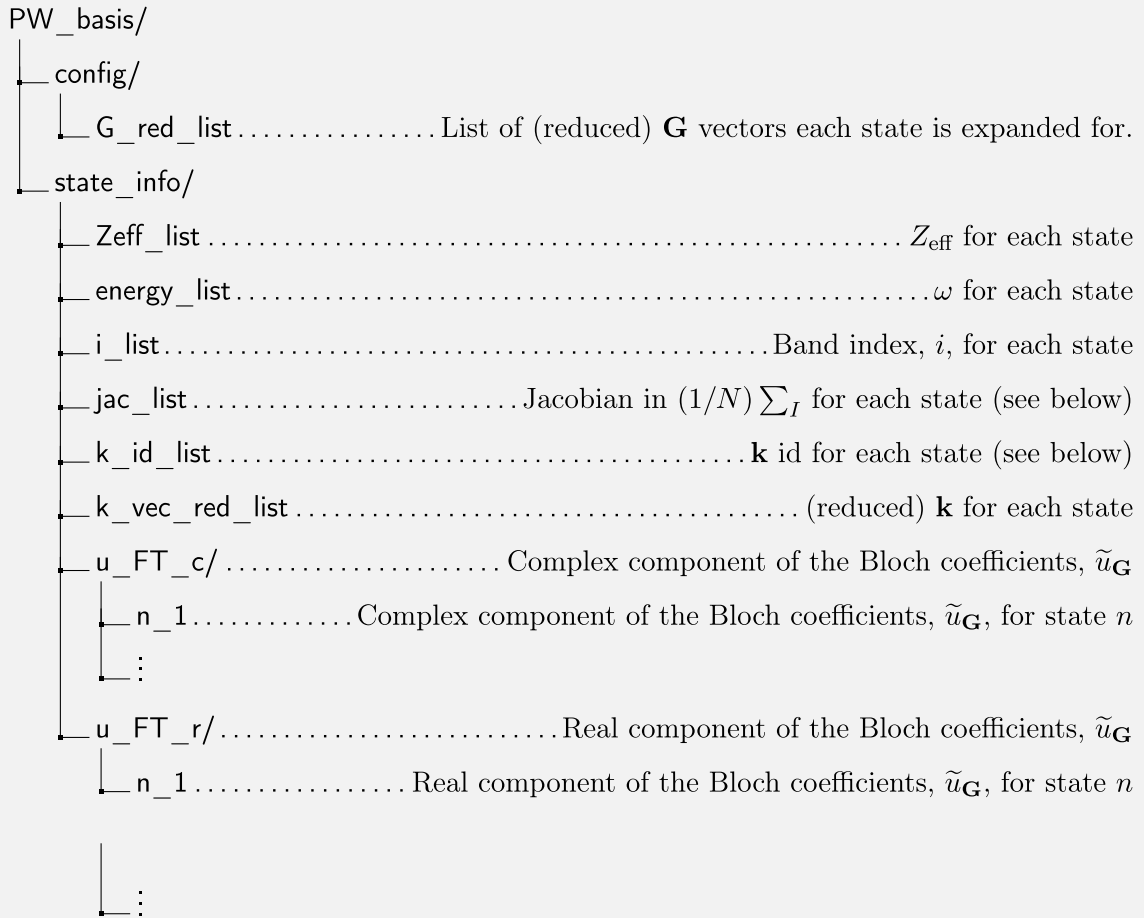 PW_basis/
config/
G_red_list................List of (reduced) G vectors each state is expanded for.
state_info/
Zeff_list ........................................................ Z_eff for each state
energy_list......................................................ω for each state
i_list................................................Band index, i, for each state
jac_list..........................Jacobian in (1/N) ∑_I for each state (see below)
k_id_list .........................................k id for each state (see below)
k_vec_red_list ....................................... (reduced) k for each state
u_FT_c/ ...................... Complex component of the Bloch coefficients, ũ_G
n_1.............Complex component of the Bloch coefficients, ũ_G, for state n
⋮
u_FT_r/ ...........................Real component of the Bloch coefficients, ũ_G
n_1................. Real component of the Bloch coefficients, ũ_G, for state n
⋮